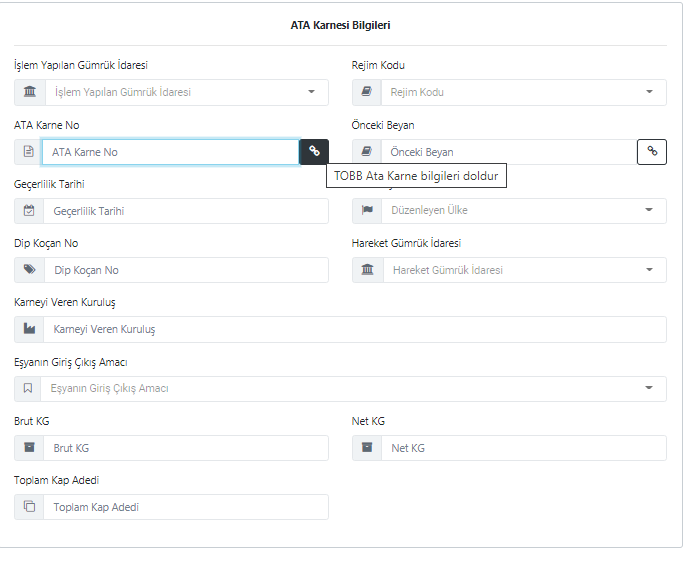 ATA Karnesi Bilgileri
İşlem Yapılan Gümrük İdaresi
Rejim Kodu
İşlem Yapılan Gümrük İdaresi
Rejim Kodu
ATA Karne No
Önceki Beyan
ATA Karne No
Önceki Beyan
TOBB Ata Karne bilgileri doldur
Geçerlilik Tarihi
Geçerlilik Tarihi
Düzenleyen Ülke
Dip Koçan No
Hareket Gümrük İdaresi
Dip Koçan No
Hareket Gümrük İdaresi
Karneyi Veren Kuruluş
Karneyi Veren Kuruluş
Eşyanın Giriş Çıkış Amacı
Eşyanın Giriş Çıkış Amacı
Brut KG
Net KG
Brut KG
Net KG
Toplam Kap Adedi
Toplam Kap Adedi